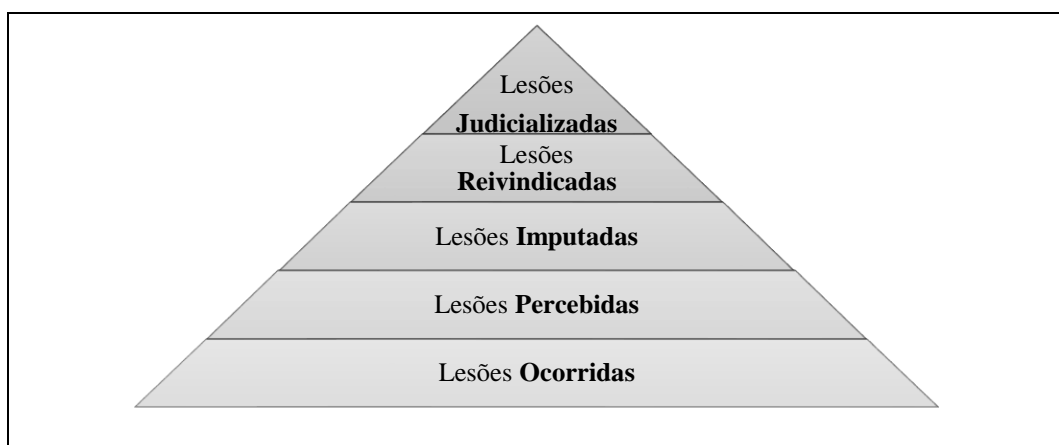 Lesões
Judicializadas
Lesões
Reivindicadas
Lesões Imputadas
Lesões Percebidas
Lesões Ocorridas